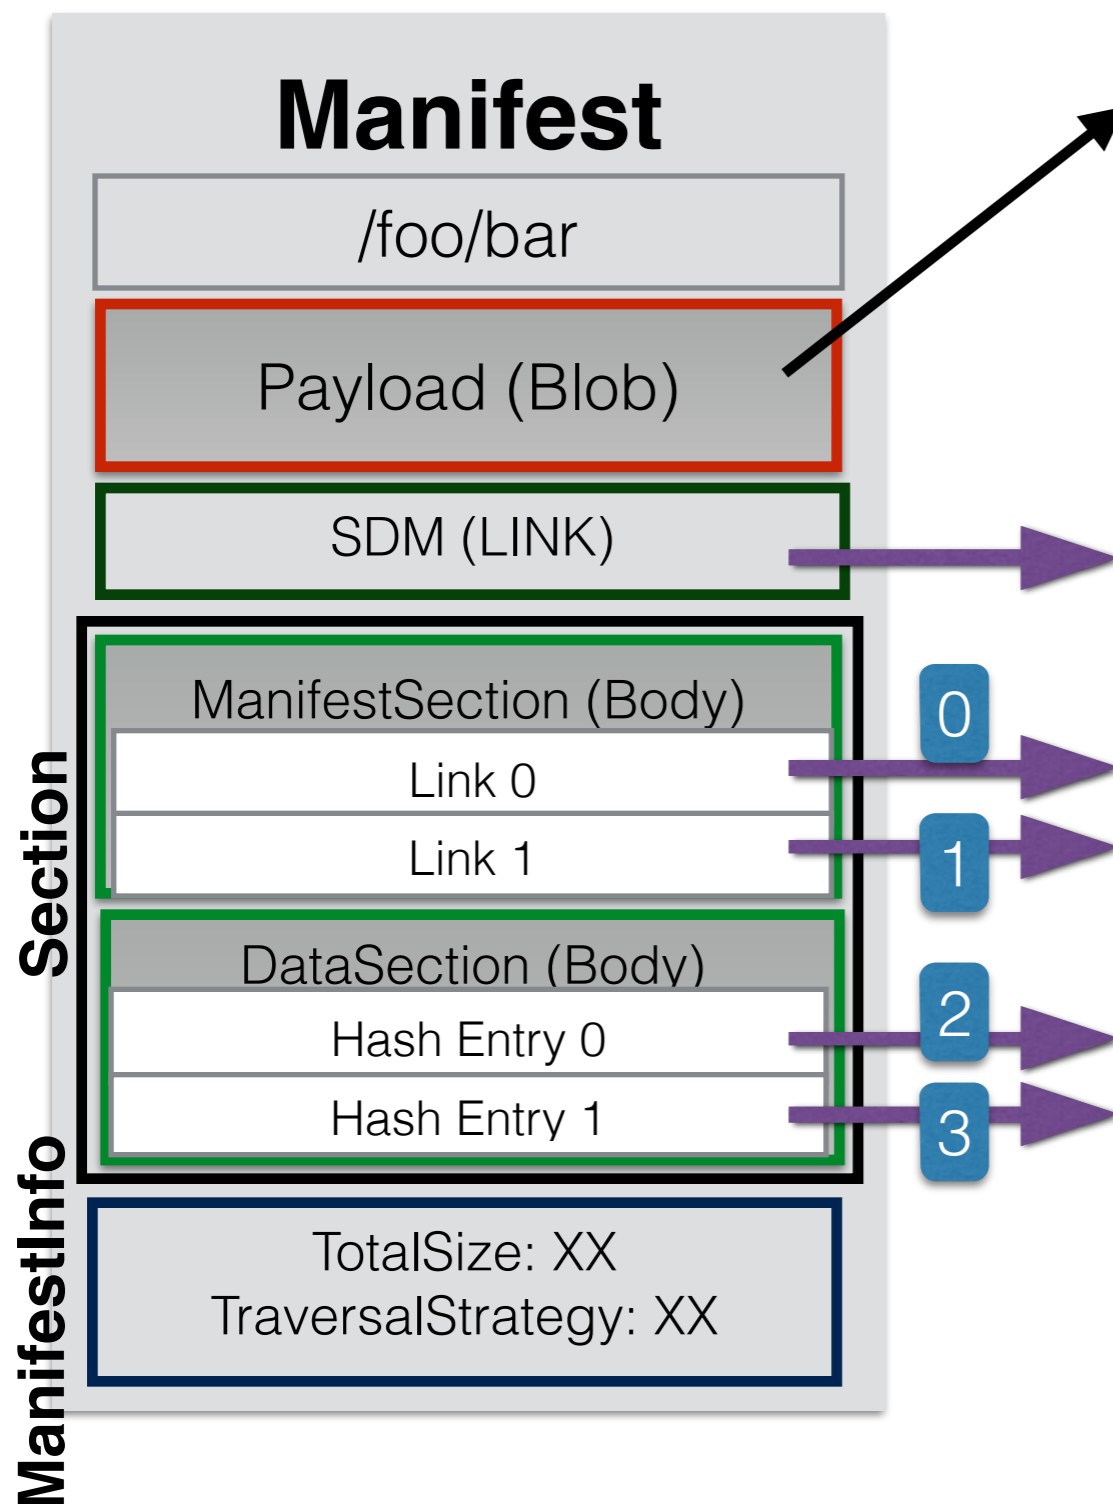 Manifest
/foo/bar
Payload (Blob)
SDM (LINK)
Section
ManifestSection (Body)
Link 0
0
Link 1
1
DataSection (Body)
Hash Entry 0
2
Hash Entry 1
3
ManifestInfo
TotalSize: XX
TraversalStrategy: XX